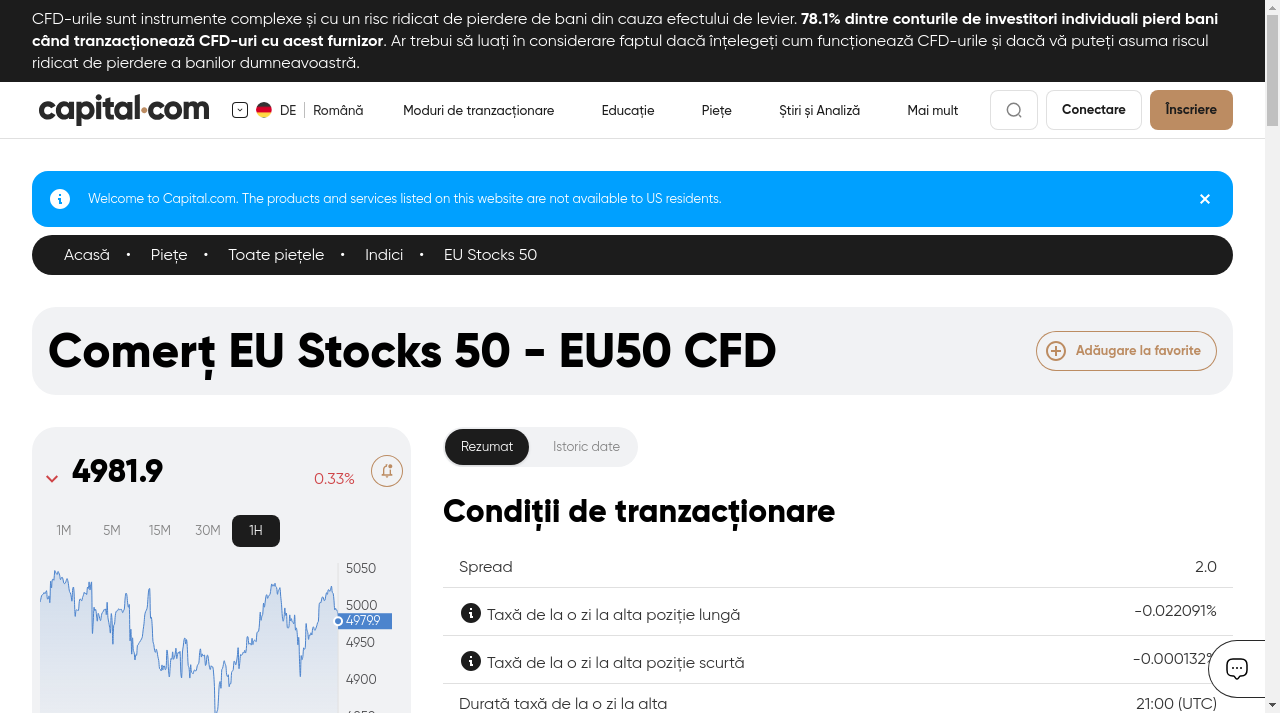 CFD-urile sunt instrumente complexe și cu un risc ridicat de pierdere de bani din cauza efectului de levier. 78.1% dintre conturile de investitori individuali pierd bani
când tranzacționează CFD-uri cu acest furnizor. Ar trebui să luați în considerare faptul dacă înțelegeți cum funcționează CFD-urile și dacă vă puteți asuma riscul
ridicat de pierdere a banilor dumneavoastră.
capital.com DE Română Moduri de tranzacționare Educație Piețe Știri și Analiză Mai mult Conectare Înscriere
Welcome to Capital.com. The products and services listed on this website are not available to US residents.
Acasă • Piețe • Toate piețele • Indici • EU Stocks 50
Comerț EU Stocks 50 - EU50 CFD
Adăugare la favorite
4981.9 0.33%
1M 5M 15M 30M 1H
5050
5000
4979.9
4950
4900
Rezumat Istoric date
Condiții de tranzacționare
Spread 2.0
Taxă de la o zi la alta poziție lungă -0.022091%
Taxă de la o zi la alta poziție scurtă -0.000132%
Durată taxă de la o zi la alta 21:00 (UTC)